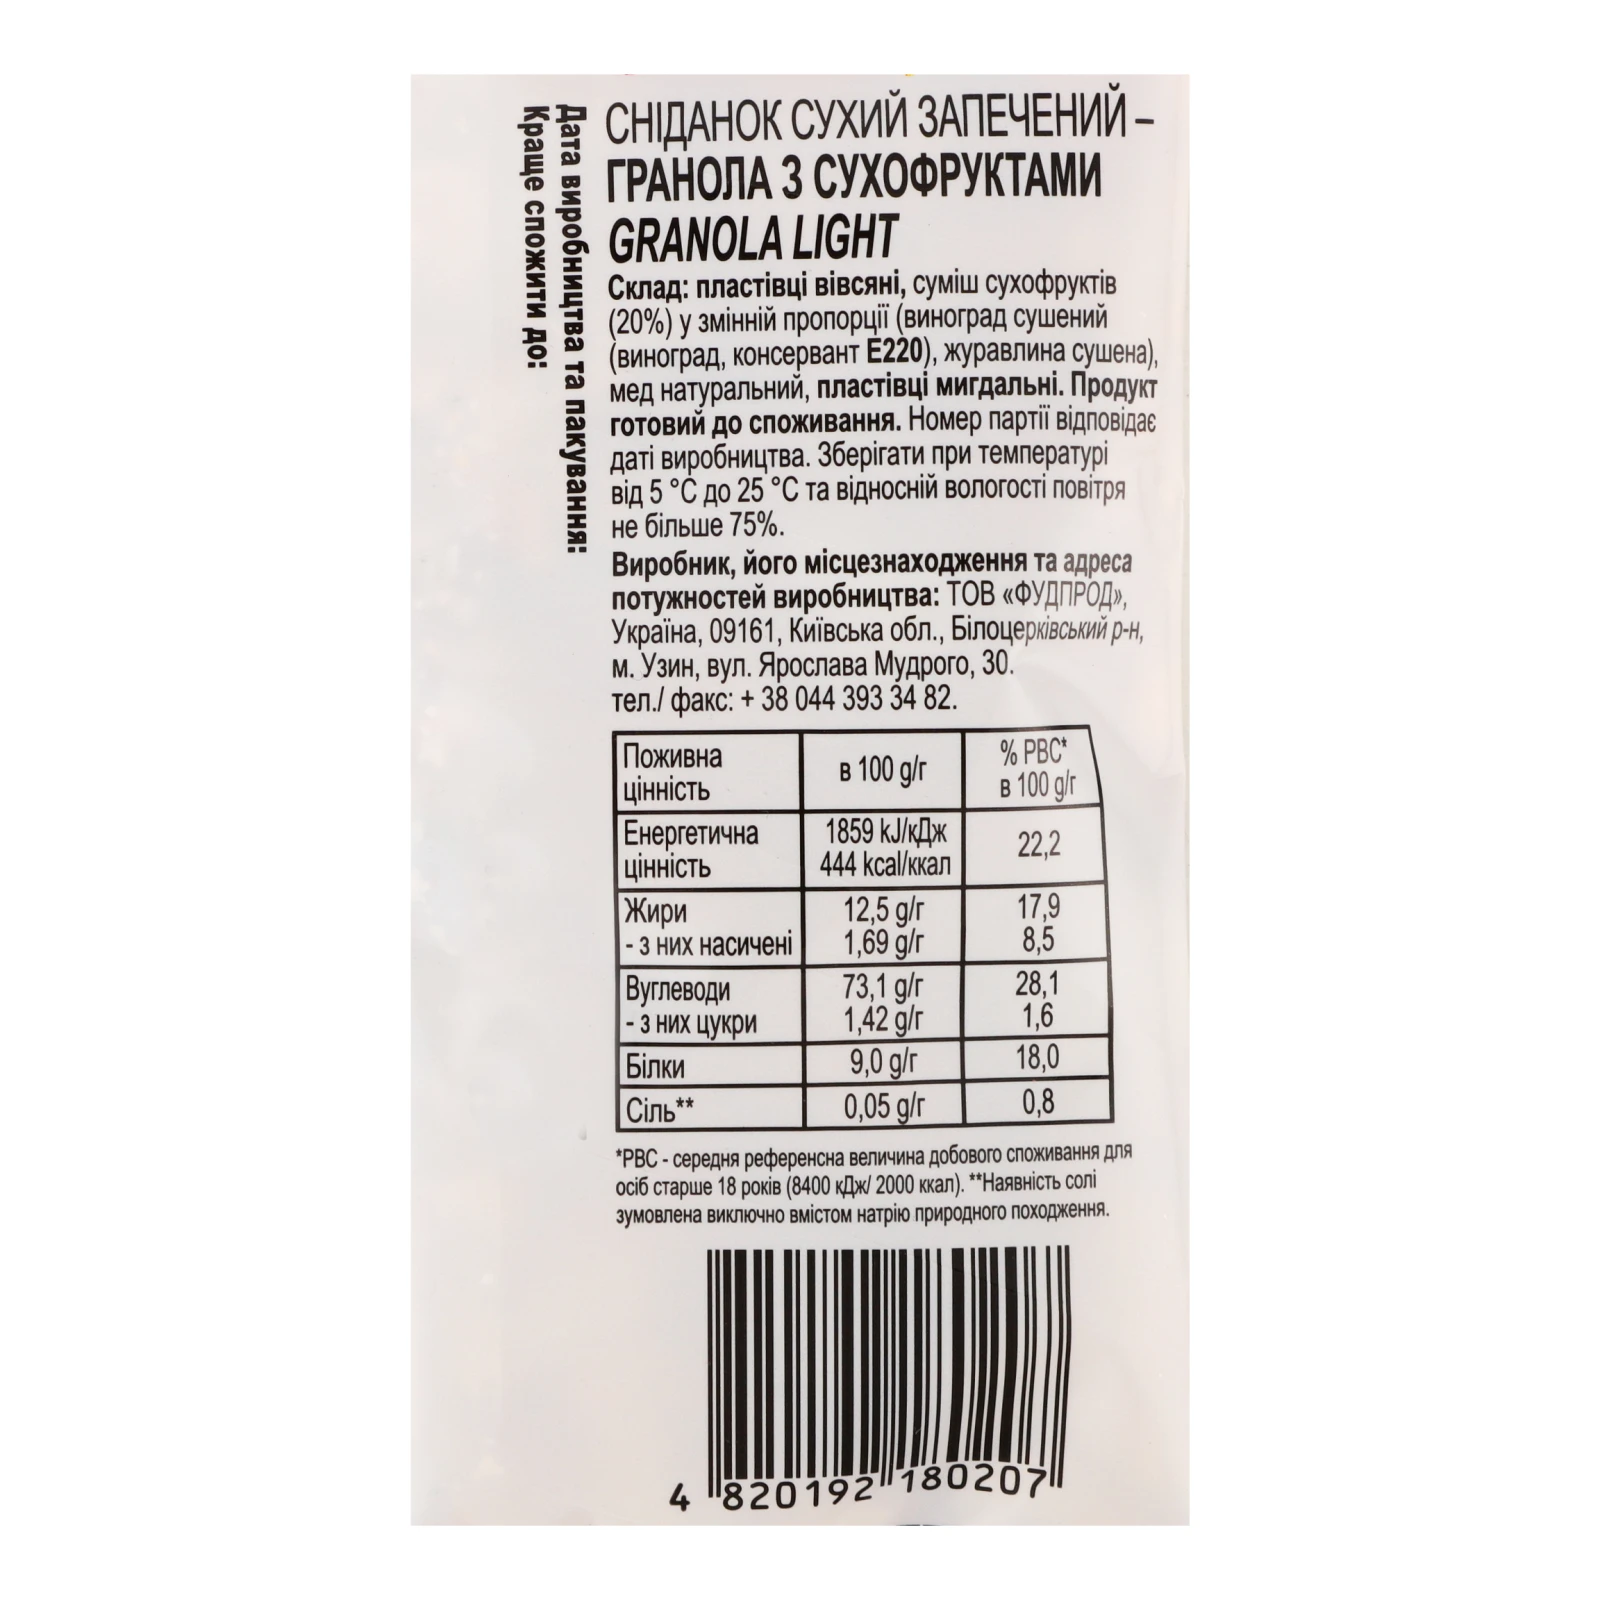 СНІДАНОК СУХИЙ ЗАПЕЧЕНИЙ –
ГРАНОЛА З СУХОФРУКТАМИ
GRANOLA LIGHT
Склад: пластівці вівсяні, суміш сухофруктів
(20%) у змінній пропорції (виноград сушений
(виноград, консервант Е220), журавлина сушена),
мед натуральний, пластівці мигдальні. Продукт
готовий до споживання. Номер партії відповідає
даті виробництва. Зберігати при температурі
від 5 °С до 25 °С та відносній вологості повітря
не більше 75%.
Виробник, його місцезнаходження та адреса
потужностей виробництва: ТОВ «ФУДПРОД»,
Україна, 09161, Київська обл., Білоцерківський р-н,
м. Узин, вул. Ярослава Мудрого, 30.
тел./ факс: + 38 044 393 34 82.
Дата виробництва та пакування:
Краще спожити до:
Поживна цінність в 100 g/г % РВС* в 100 g/г
Енергетична цінність 1859 kJ/кДж 444 kcal/ккал 22,2
Жири 12,5 g/г 17,9
- з них насичені 1,69 g/г 8,5
Вуглеводи 73,1 g/г 28,1
- з них цукри 1,42 g/г 1,6
Білки 9,0 g/г 18,0
Сіль** 0,05 g/г 0,8
*РВС - середня референсна величина добового споживання для
осіб старше 18 років (8400 кДж/ 2000 ккал). **Наявність солі
зумовлена виключно вмістом натрію природного походження.
4 820192 180207